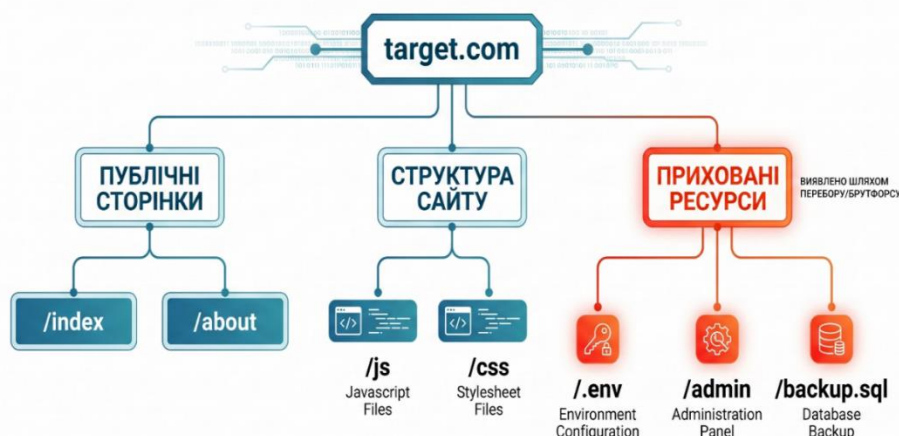 target.com
ПУБЛІЧНІ
СТОРІНКИ
/index
/about
СТРУКТУРА
САЙТУ
/js
Javascript
Files
/css
Stylesheet
Files
ПРИХОВАНІ
РЕСУРСИ
ВИЯВЛЕНО ШЛЯХОМ
ПЕРЕБОРУ/БРУТФОРСУ
/.env
Environment
Configuration
/admin
Administration
Panel
/backup.sql
Database
Backup